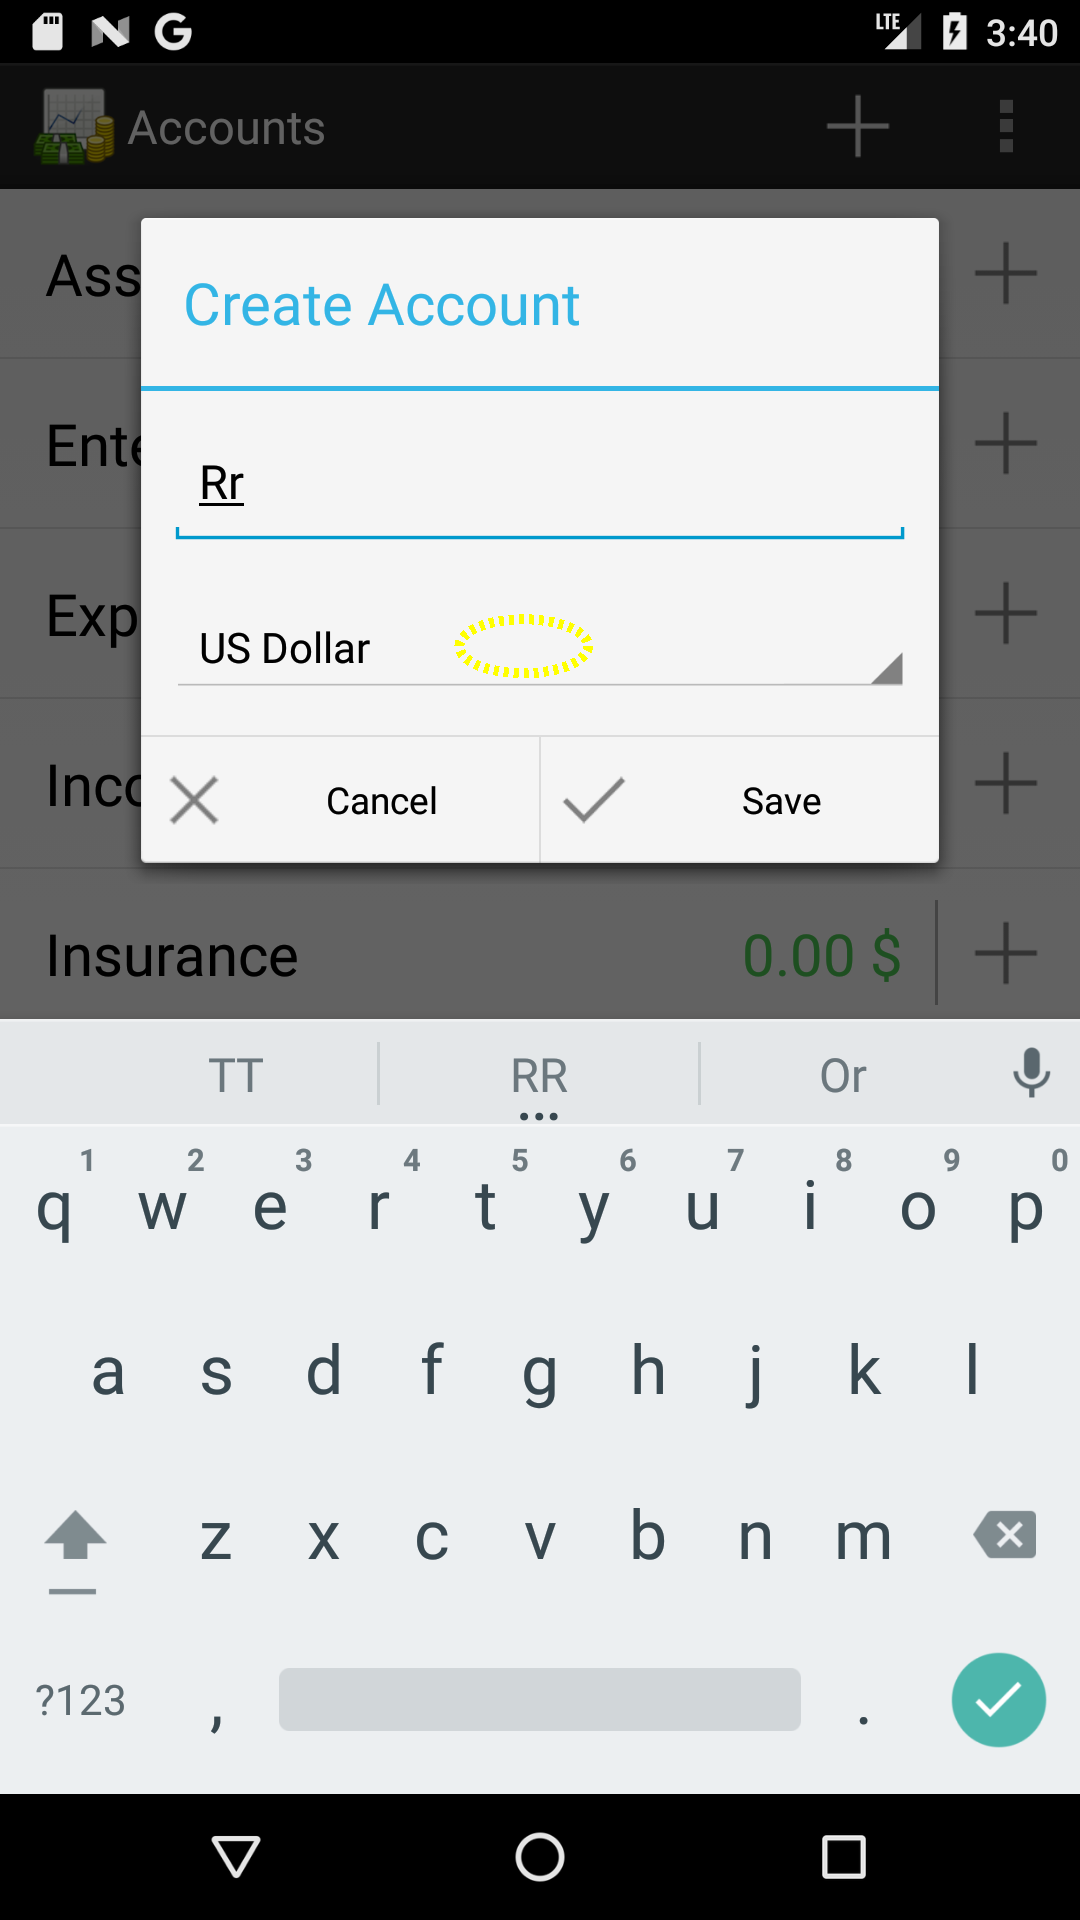 LTE 3:40
Accounts
Ass
Create Account
Ente
Rr
Exp
US Dollar
Inco
Cancel Save
Insurance 0.00 $
TT RR Or
1 2 3 4 5 6 7 8 9 0
q w e r t y u i o p
a s d f g h j k l
z x c v b n m
?123 , .